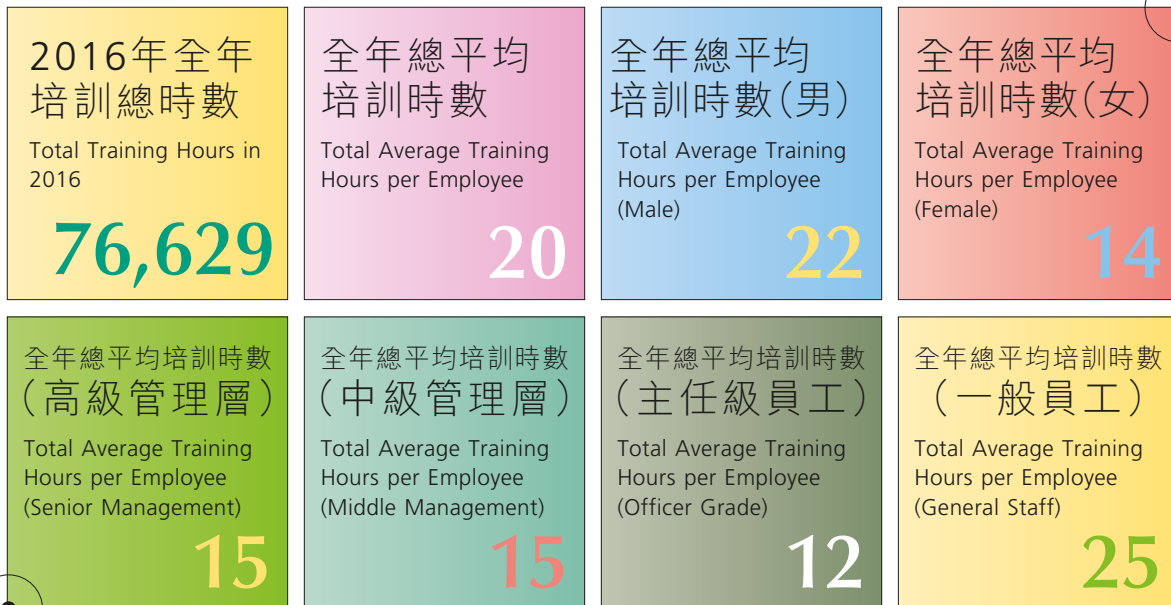 2016年全年
培訓總時數
Total Training Hours in
2016
76,629
全年總平均
培訓時數
Total Average Training
Hours per Employee
20
全年總平均
培訓時數(男)
Total Average Training
Hours per Employee
(Male)
22
全年總平均
培訓時數(女)
Total Average Training
Hours per Employee
(Female)
14
全年總平均培訓時數
(高級管理層)
Total Average Training
Hours per Employee
(Senior Management)
15
全年總平均培訓時數
(中級管理層)
Total Average Training
Hours per Employee
(Middle Management)
15
全年總平均培訓時數
(主任級員工)
Total Average Training
Hours per Employee
(Officer Grade)
12
全年總平均培訓時數
(一般員工)
Total Average Training
Hours per Employee
(General Staff)
25